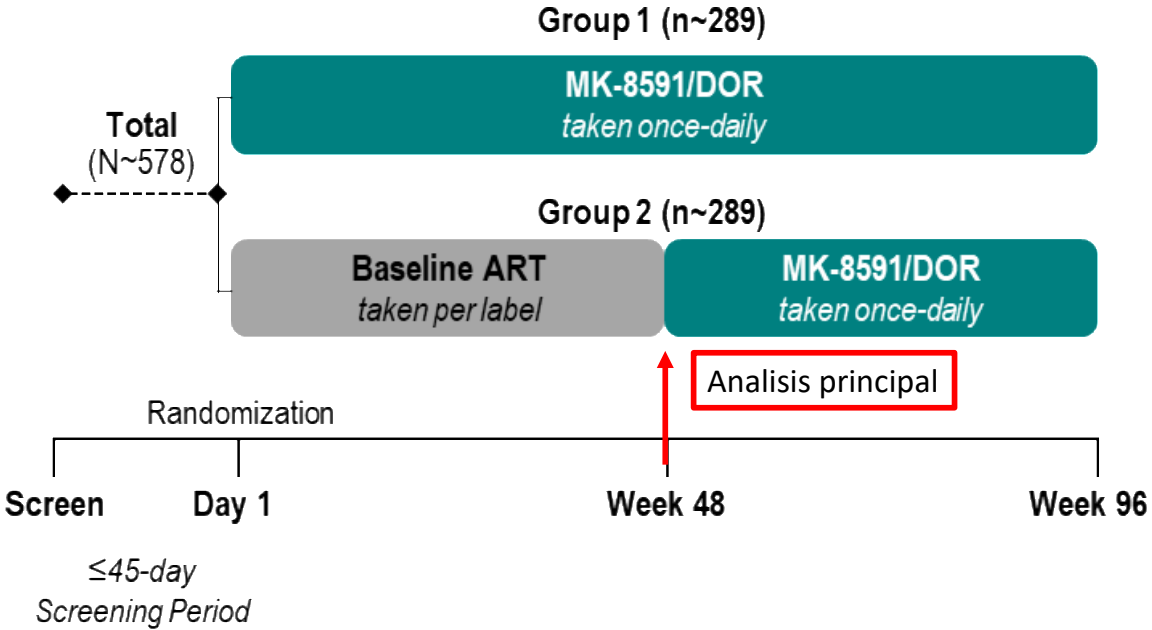 Group 1 (n~289)
MK-8591/DOR
taken once-daily
Total
(N~578)
Group 2 (n~289)
Baseline ART
taken per label
MK-8591/DOR
taken once-daily
Analisis principal
Randomization
Screen
Day 1
Week 48
Week 96
≤45-day
Screening Period